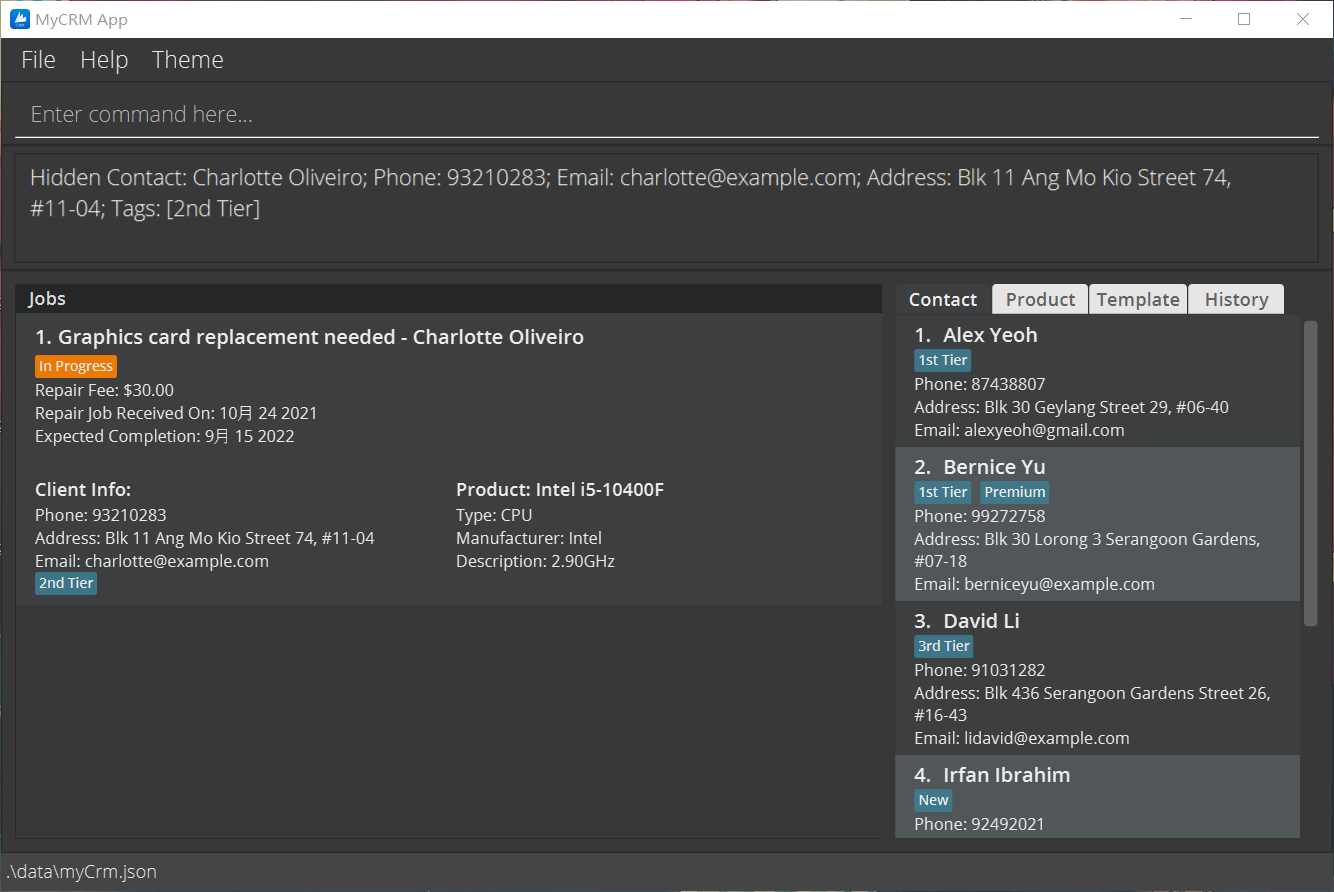 MyCRM App
File Help Theme
Enter command here...
Hidden Contact: Charlotte Oliveiro; Phone: 93210283; Email: charlotte@example.com; Address: Blk 11 Ang Mo Kio Street 74,
#11-04; Tags: [2nd Tier]
Jobs
1. Graphics card replacement needed - Charlotte Oliveiro
In Progress
Repair Fee: $30.00
Repair Job Received On: 10月 24 2021
Expected Completion: 9月 15 2022
Client Info:
Phone: 93210283
Address: Blk 11 Ang Mo Kio Street 74, #11-04
Email: charlotte@example.com
2nd Tier
Product: Intel i5-10400F
Type: CPU
Manufacturer: Intel
Description: 2.90GHz
Contact Product Template History
1. Alex Yeoh
1st Tier
Phone: 87438807
Address: Blk 30 Geylang Street 29, #06-40
Email: alexyeoh@gmail.com
2. Bernice Yu
1st Tier Premium
Phone: 99272758
Address: Blk 30 Lorong 3 Serangoon Gardens,
#07-18
Email: berniceyu@example.com
3. David Li
3rd Tier
Phone: 91031282
Address: Blk 436 Serangoon Gardens Street 26,
#16-43
Email: lidavid@example.com
4. Irfan Ibrahim
New
Phone: 92492021
.\data\myCrm.json